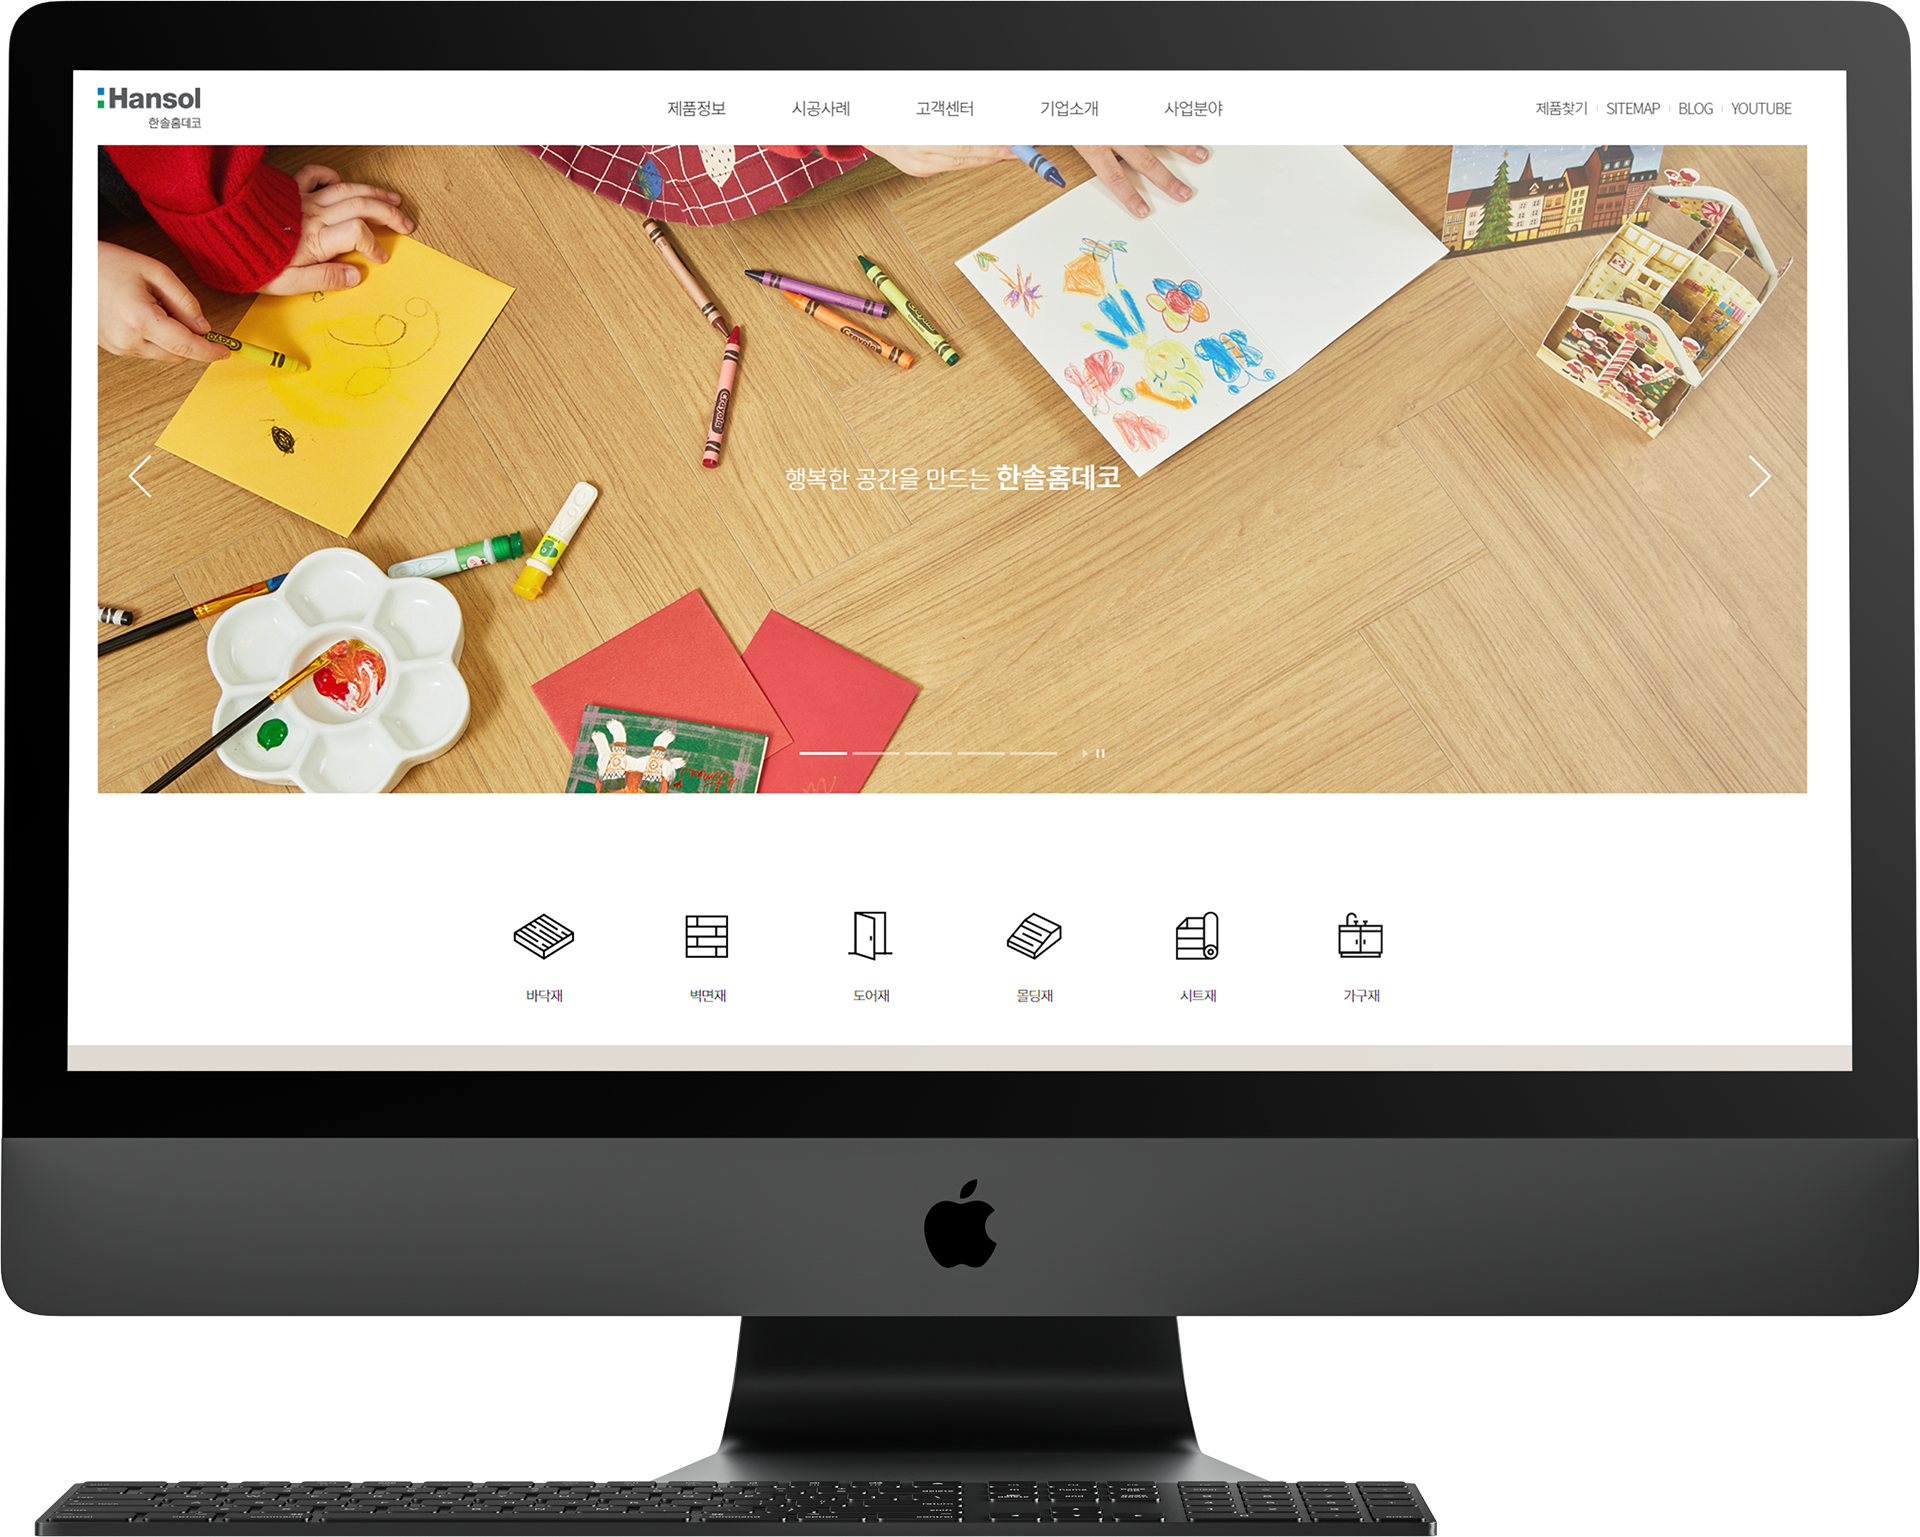 Hansol
한솔홈데코
제품정보 시공사례 고객센터 기업소개 사업분야
제품찾기 SITEMAP BLOG YOUTUBE
행복한 공간을 만드는 한솔홈데코
바닥재 벽면재 도어재 몰딩재 시트재 가구재